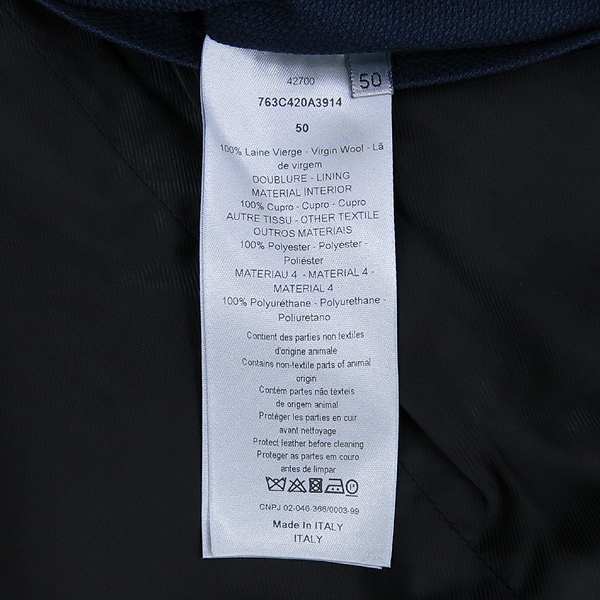 42700
50
763C420A3914
50
100% Laine Vierge - Virgin Wool - Lã
de virgem
DOUBLURE - LINING
MATERIAL INTERIOR
100% Cupro - Cupro - Cupro
AUTRE TISSU - OTHER TEXTILE
OUTROS MATERIAIS
100% Polyester - Polyester -
Poliéster
MATERIAU 4 - MATERIAL 4 -
MATERIAL 4
100% Polyuréthane - Polyurethane -
Poliuretano
Contient des parties non textiles
d'origine animale
Contains non-textile parts of animal
origin
Contém partes não têxteis
de origem animal
Protéger les parties en cuir
avant nettoyage
Protect leather before cleaning
Proteger as partes em couro
antes de limpar
P
CNPJ 02-046-366/0003-99
Made In ITALY
ITALY